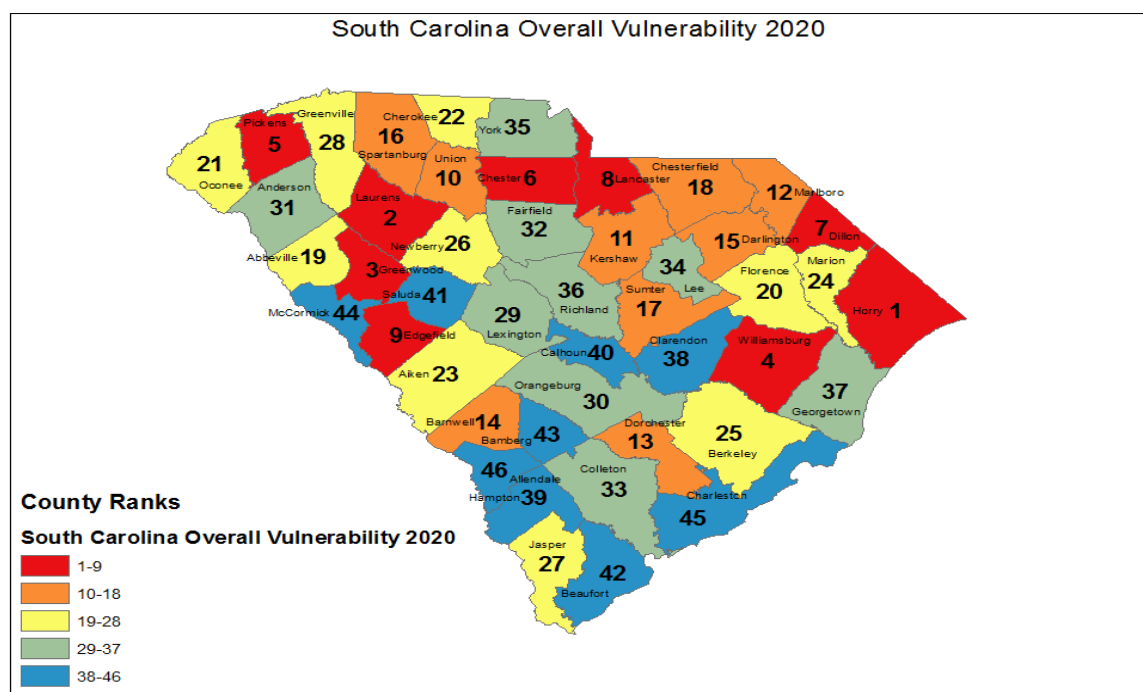 South Carolina Overall Vulnerability 2020
Greenville
Cherokee 22
Pickens
5
28
16
Spartanburg
York 35
21
Oconee
Union
10
Chester 6
8 Lancaster
Chesterfield
18
12 Marlboro
Anderson
31
Laurens
2
Fairfield
32
11
Kershaw
15 Darlington
7
Dillon
Newberry 26
Abbeville 19
3 Greenwood
34
Lee
Florence
20
Marion
24
Horry 1
Saluda 41
McCormick 44
36
Richland
Sumter
17
29
Lexington
9 Edgefield
Calhoun 40
Clarendon
38
Williamsburg
4
Aiken 23
Orangeburg
30
37
Georgetown
Barnwell 14
Bamberg 43
Dorchester
13
25
Berkeley
46
Allendale
Hampton 39
Colleton
33
Charleston
45
Jasper
27
42
Beaufort
County Ranks
South Carolina Overall Vulnerability 2020
1-9
10-18
19-28
29-37
38-46